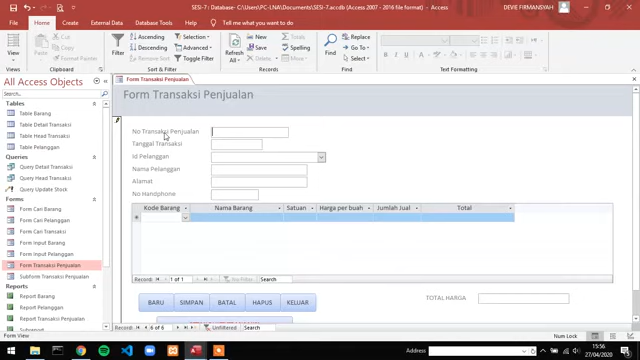 SESI-7 : Database- C:\Users\PC-LNA\Documents\SESI-7.accdb (Access 2007 - 2016 file format) - Access
DEVIE FIRMANSYAH
File Home Create External Data Database Tools Tell me what you want to do
View
Views
Paste
Clipboard
Filter
Ascending
Descending
Remove Sort
Selection
Advanced
Toggle Filter
Sort & Filter
Refresh All
New
Save
Delete
Totals
Spelling
More
Records
Find
Replace
Go To
Select
Find
B I U
Text Formatting
All Access Objects
Search...
Tables
Table Barang
Table Detail Transaksi
Table Head Transaksi
Table Pelanggan
Queries
Query Detail Transaksi
Query Head Transaksi
Query Update Stock
Forms
Form Cari Barang
Form Cari Pelanggan
Form Cari Transaksi
Form Input Barang
Form Input Pelanggan
Form Transaksi Penjualan
Subform Transaksi Penjualan
Reports
Report Barang
Report Pelanggan
Report Transaksi Penjualan
Form Transaksi Penjualan
Form Transaksi Penjualan
No Transaksi Penjualan
Tanggal Transaksi
Id Pelanggan
Nama Pelanggan
Alamat
No Handphone
Kode Barang Nama Barang Satuan Harga per buah Jumlah Jual Total
Record: 1 of 1 No Filter Search
BARU SIMPAN BATAL HAPUS KELUAR
TOTAL HARGA
Record: 6 of 6 Unfiltered Search
Form View
Num Lock
Address
15:56
27/04/2020